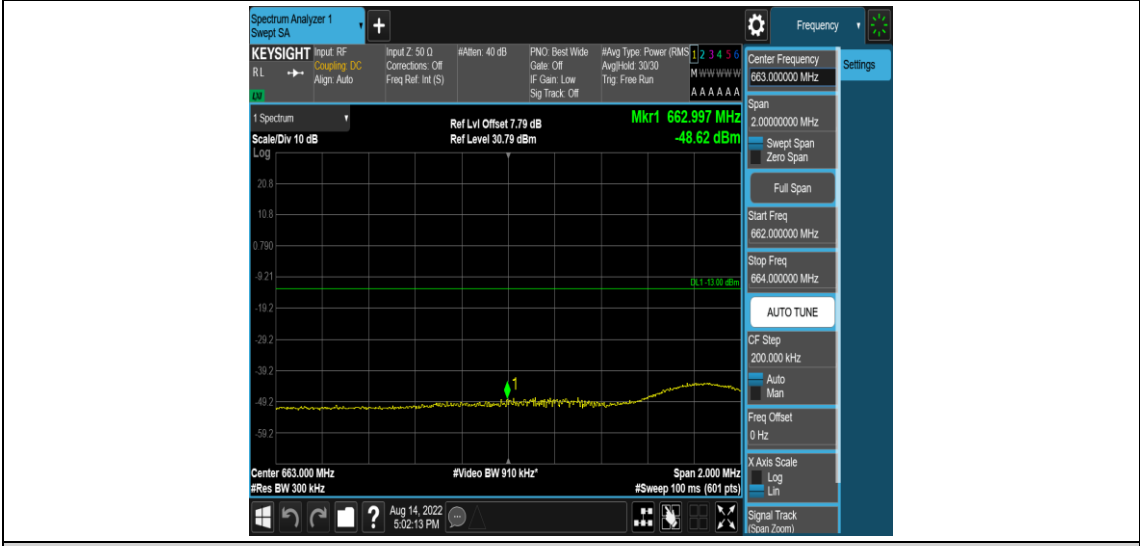 Spectrum Analyzer 1
Swept SA
Frequency
KEYSIGHT
RL
Input: RF
Coupling: DC
Align: Auto
Input Z: 50 Ω
Corrections: Off
Freq Ref: Int (S)
#Atten: 40 dB
PNO: Best Wide
Gate: Off
IF Gain: Low
Sig Track: Off
#Avg Type: Power (RMS
Avg|Hold: 30/30
Trig: Free Run
1 2 3 4 5 6
M W W W W W
A A A A A A
1 Spectrum
Scale/Div 10 dB
Log
Ref Lvl Offset 7.79 dB
Ref Level 30.79 dBm
Mkr1 662.997 MHz
-48.62 dBm
20.8
10.8
0.790
-9.21
DL1 -13.00 dBm
-19.2
-29.2
-39.2
1
-49.2
-59.2
Center 663.000 MHz
#Video BW 910 kHz*
Span 2.000 MHz
#Res BW 300 kHz
#Sweep 100 ms (601 pts)
Aug 14, 2022
5:02:13 PM
Center Frequency
663.000000 MHz
Settings
Span
2.00000000 MHz
Swept Span
Zero Span
Full Span
Start Freq
662.000000 MHz
Stop Freq
664.000000 MHz
AUTO TUNE
CF Step
200.000 kHz
Auto
Man
Freq Offset
0 Hz
X Axis Scale
Log
Lin
Signal Track
(Span Zoom)